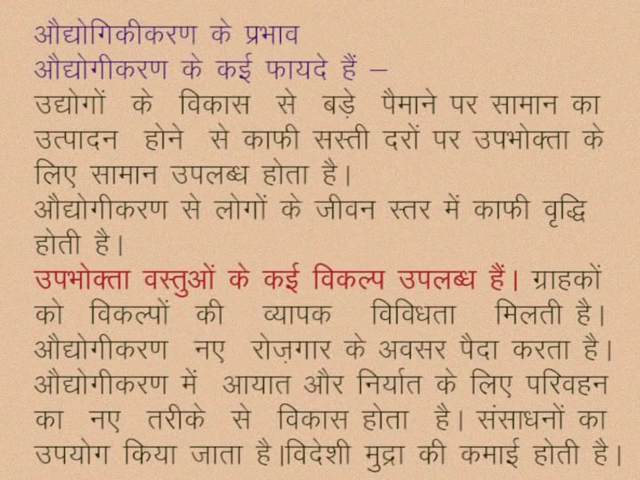 औद्योगिकीकरण के प्रभाव
औद्योगीकरण के कई फायदे हैं –
उद्योगों के विकास से बड़े पैमाने पर सामान का
उत्पादन होने से काफी सस्ती दरों पर उपभोक्ता के
लिए सामान उपलब्ध होता है।
औद्योगीकरण से लोगों के जीवन स्तर में काफी वृद्धि
होती है।
उपभोक्ता वस्तुओं के कई विकल्प उपलब्ध हैं। ग्राहकों
को विकल्पों की व्यापक विविधता मिलती है।
औद्योगीकरण नए रोज़गार के अवसर पैदा करता है।
औद्योगीकरण में आयात और निर्यात के लिए परिवहन
का नए तरीके से विकास होता है। संसाधनों का
उपयोग किया जाता है।विदेशी मुद्रा की कमाई होती है।